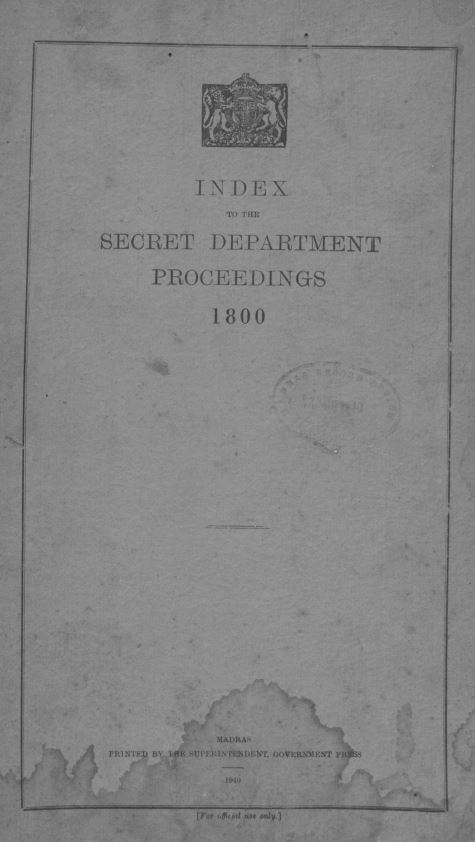 INDEX
TO THE
SECRET DEPARTMENT
PROCEEDINGS
1800
MADRAS
PRINTED BY THE SUPERINTENDENT, GOVERNMENT PRESS
1940
[For official use only.]